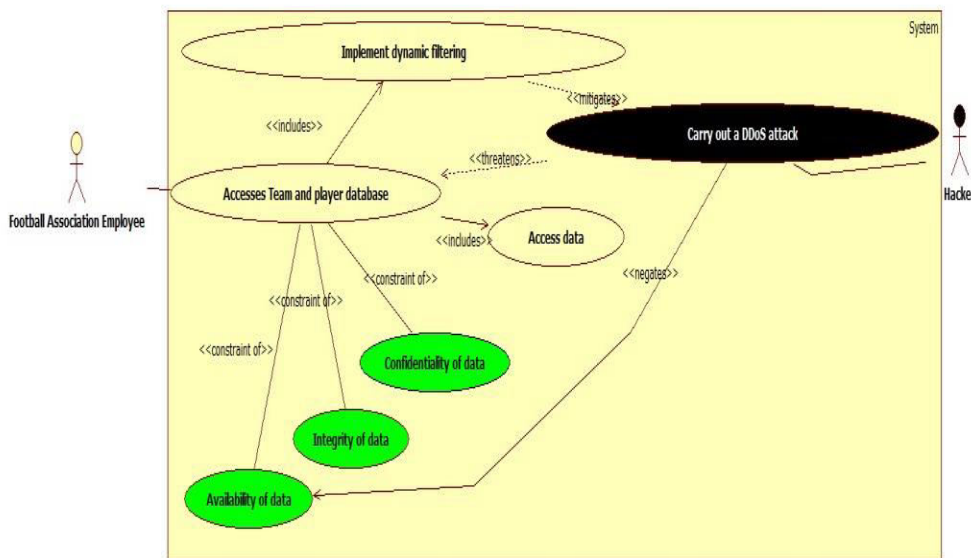 System
Implement dynamic filtering
<<mitigates>>
<<includes>>
Carry out a DDoS attack
<<threatens>>
Accesses Team and player database
Football Association Employee
Hacke
<<includes>>
Access data
<<constraint of>>
<<negates>>
<<constraint of>>
<<constraint of>>
Confidentiality of data
Integrity of data
Availability of data